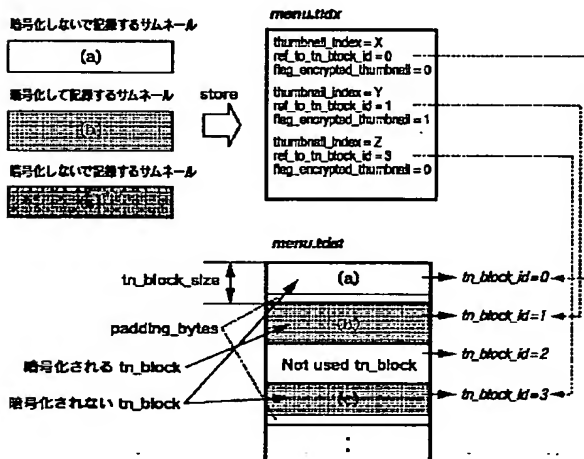 暗号化しないで記録するサムネール
(a)
暗号化して記録するサムネール
(b)
暗号化しないで記録するサムネール
(c)
store
menu.tidx
thumbnail_index = X
ref_to_tn_block_id = 0
flag_encrypted_thumbnail = 0
thumbnail_index = Y
ref_to_tn_block_id = 1
flag_encrypted_thumbnail = 1
thumbnail_index = Z
ref_to_tn_block_id = 3
flag_encrypted_thumbnail = 0
menu.tdat
tn_block_size
(a)
tn_block_id=0
padding_bytes
(b)
tn_block_id=1
暗号化される tn_block
Not used tn_block
tn_block_id=2
暗号化されない tn_block
(c)
tn_block_id=3